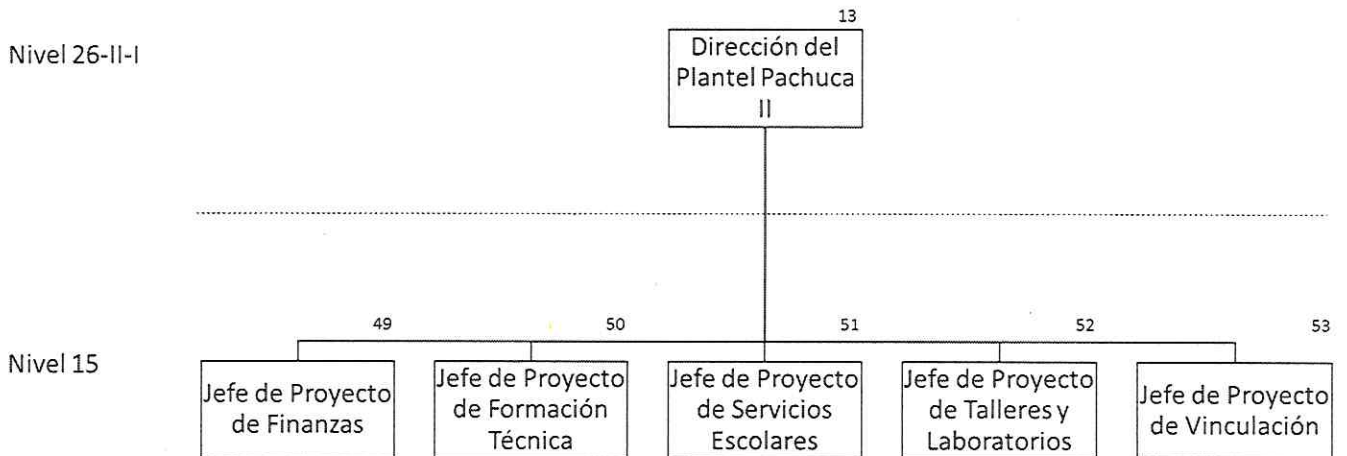 13
Nivel 26-II-I
Dirección del
Plantel Pachuca
II
49
50
51
52
53
Nivel 15
Jefe de Proyecto
de Finanzas
Jefe de Proyecto
de Formación
Técnica
Jefe de Proyecto
de Servicios
Escolares
Jefe de Proyecto
de Talleres y
Laboratorios
Jefe de Proyecto
de Vinculación